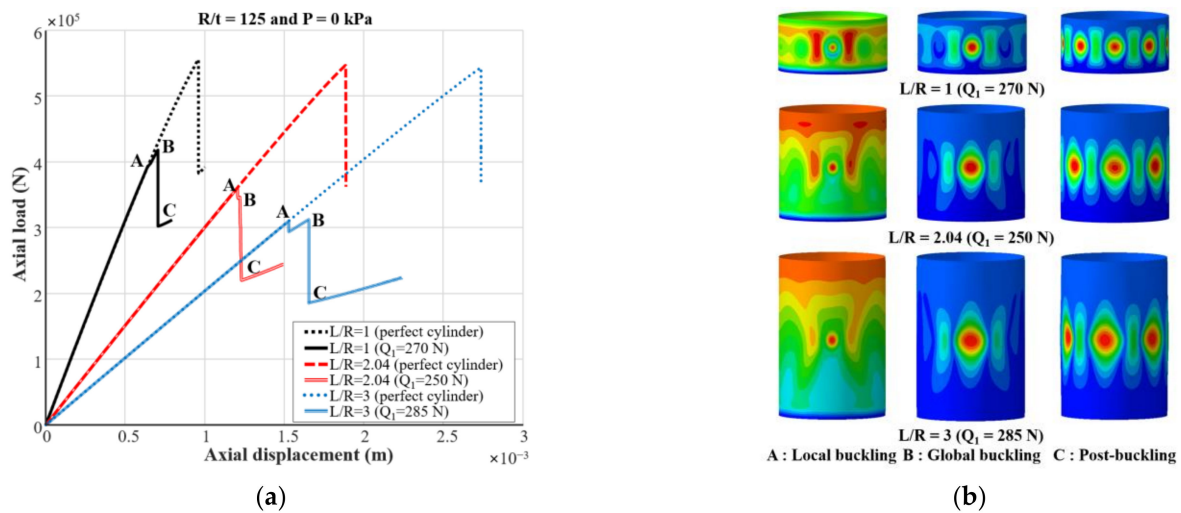 R/t = 125 and P = 0 kPa
×10⁵
6
5
4
3
2
1
0
Axial load (N)
A B
C
A
B
C
A B
C
L/R=1 (perfect cylinder)
L/R=1 (Q₁=270 N)
L/R=2.04 (perfect cylinder)
L/R=2.04 (Q₁=250 N)
L/R=3 (perfect cylinder)
L/R=3 (Q₁=285 N)
0 0.5 1 1.5 2 2.5 3
Axial displacement (m)
×10⁻³
(a)
L/R = 1 (Q₁ = 270 N)
L/R = 2.04 (Q₁ = 250 N)
L/R = 3 (Q₁ = 285 N)
A : Local buckling B : Global buckling C : Post-buckling
(b)